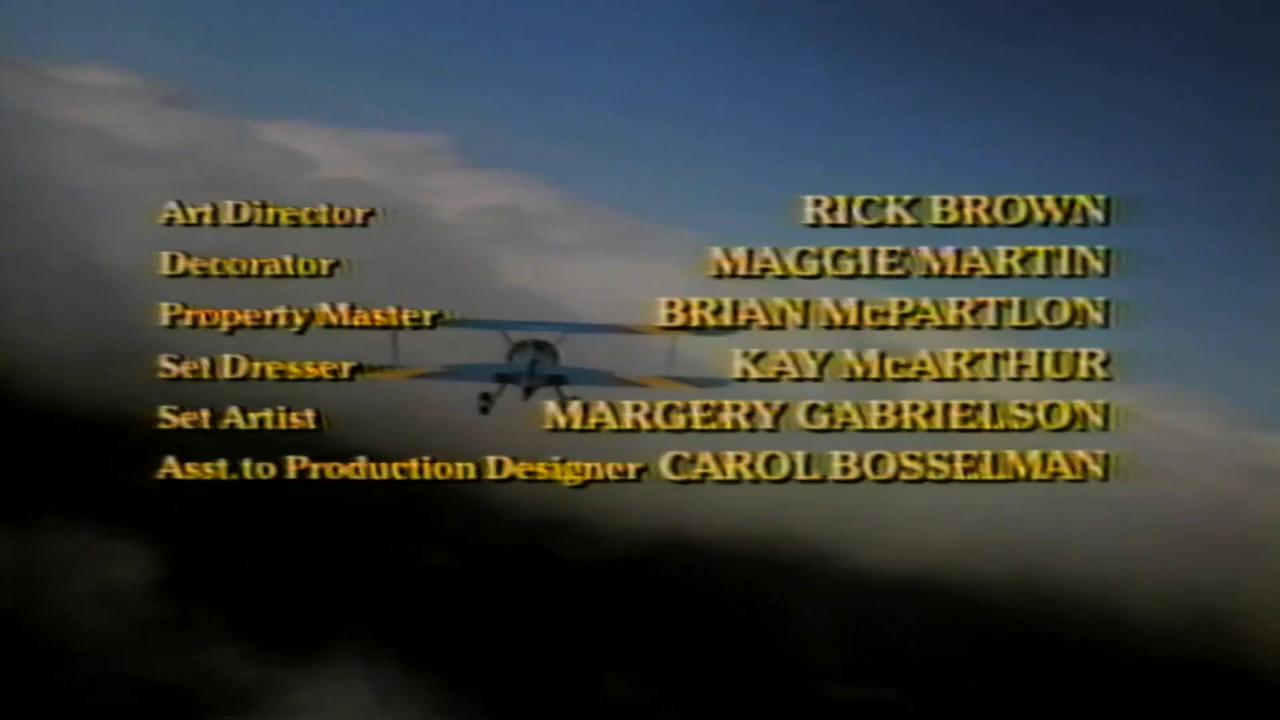 Art Director RICK BROWN
Decorator MAGGIE MARTIN
Property Master BRIAN McPARTLON
Set Dresser KAY McARTHUR
Set Artist MARGERY GABRIELSON
Asst. to Production Designer CAROL BOSSELMAN